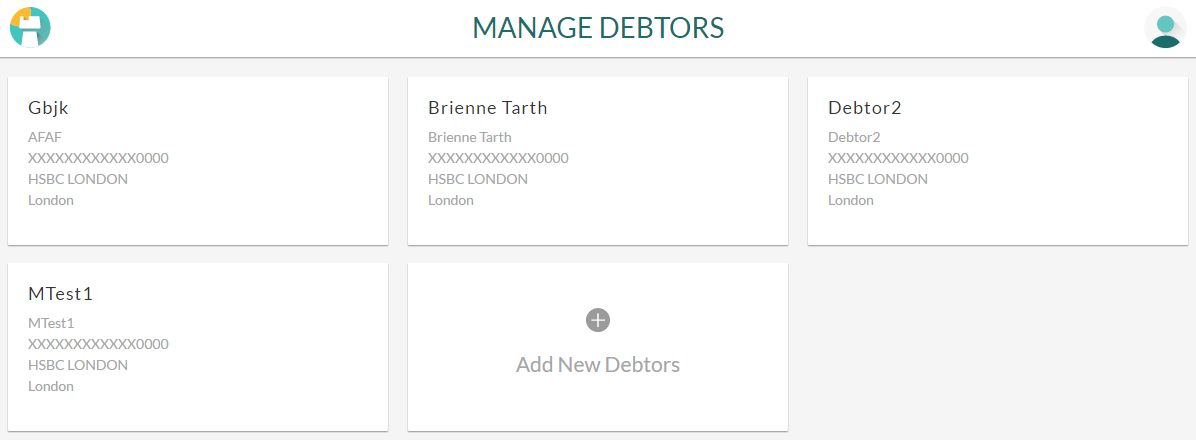 MANAGE DEBTORS
Gbjk
AFAF
XXXXXXXXXXXX0000
HSBC LONDON
London
Brienne Tarth
Brienne Tarth
XXXXXXXXXXXX0000
HSBC LONDON
London
Debtor2
Debtor2
XXXXXXXXXXXX0000
HSBC LONDON
London
MTest1
MTest1
XXXXXXXXXXXX0000
HSBC LONDON
London
Add New Debtors